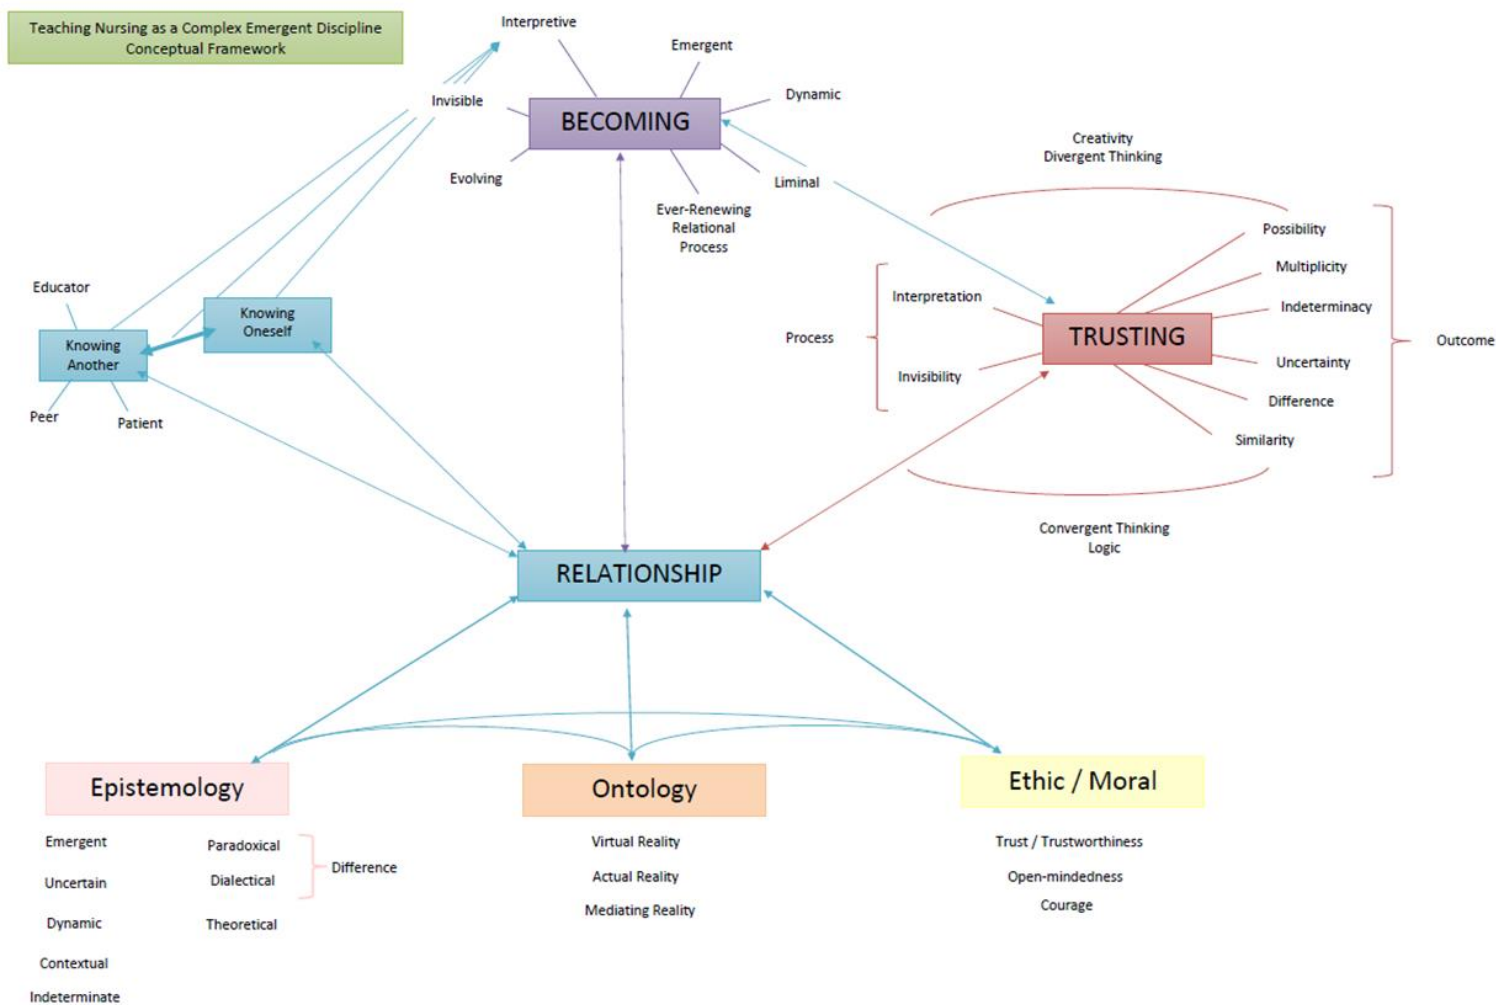 Teaching Nursing as a Complex Emergent Discipline
Conceptual Framework
Interpretive
Emergent
Invisible
Dynamic
BECOMING
Evolving
Liminal
Ever-Renewing
Relational
Process
Creativity
Divergent Thinking
Educator
Knowing
Oneself
Knowing
Another
Peer
Patient
Process
Interpretation
Invisibility
TRUSTING
Possibility
Multiplicity
Indeterminacy
Uncertainty
Difference
Similarity
Outcome
Convergent Thinking
Logic
RELATIONSHIP
Epistemology
Emergent
Uncertain
Dynamic
Contextual
Indeterminate
Paradoxical
Dialectical
Theoretical
Difference
Ontology
Virtual Reality
Actual Reality
Mediating Reality
Ethic / Moral
Trust / Trustworthiness
Open-mindedness
Courage